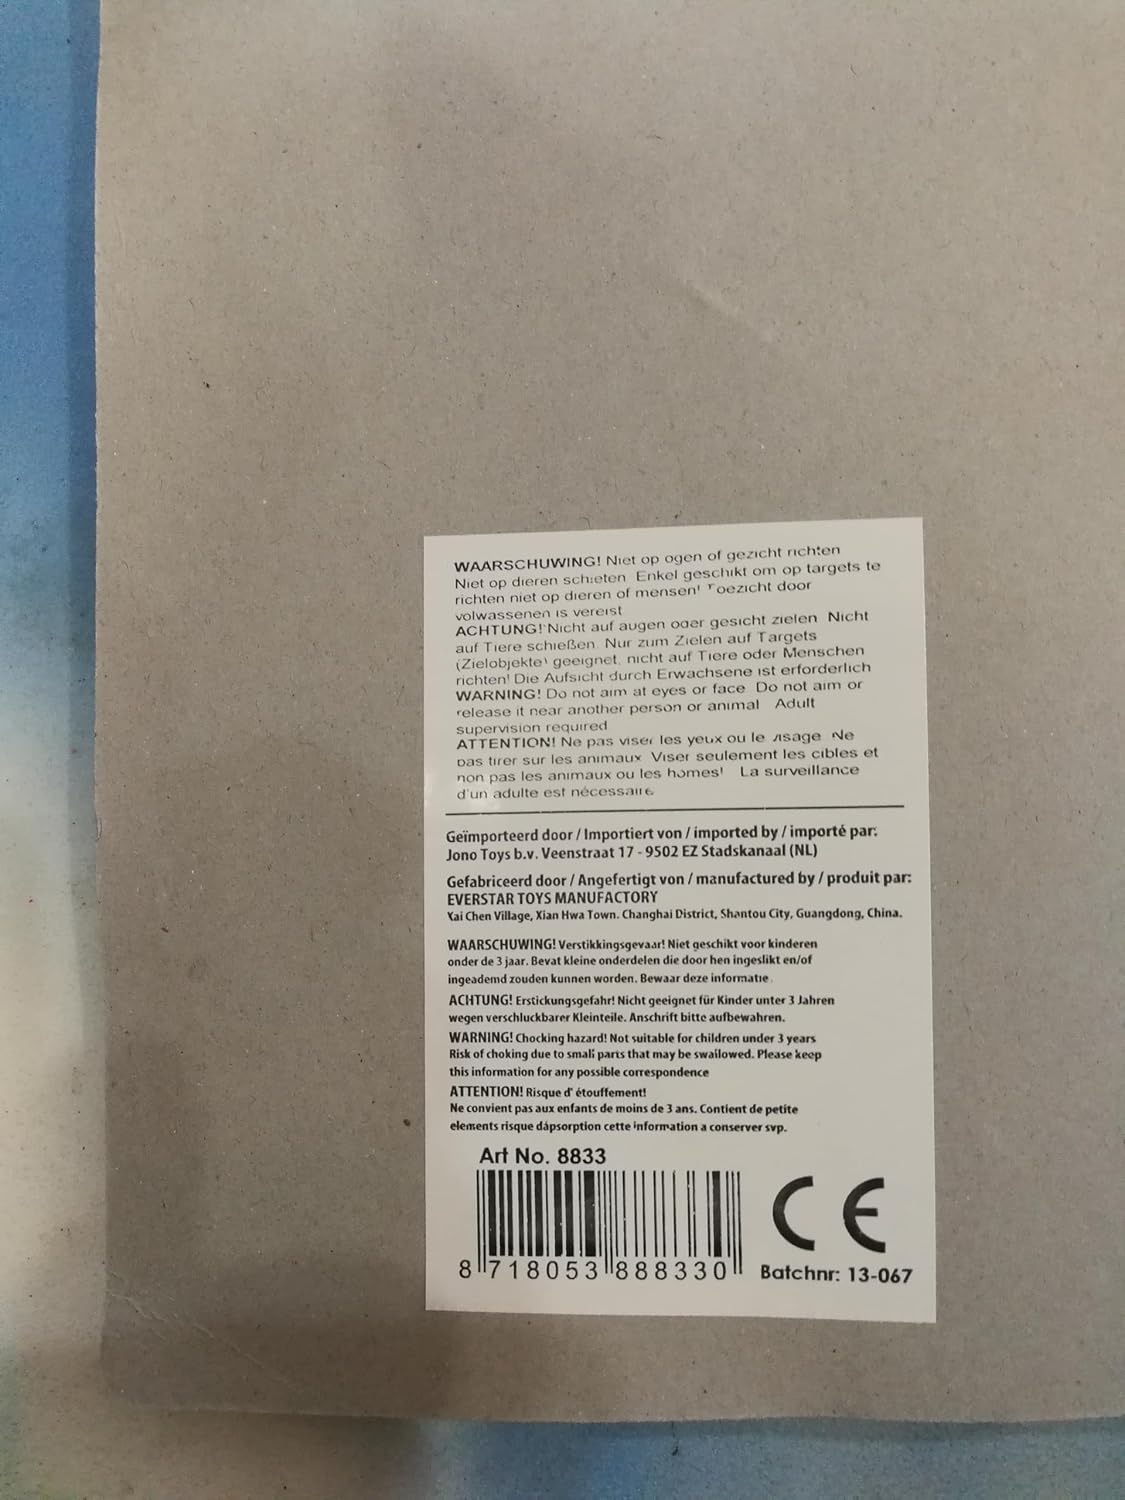 WAARSCHUWING! Niet op ogen of gezicht richten
Niet op dieren schieten Enkel geschikt om op targets te
richten niet op dieren of mensen! Toezicht door
volwassenen is vereist
ACHTUNG! Nicht auf augen oder gesicht zielen Nicht
auf Tiere schießen. Nur zum Zielen auf Targets
(Zielobjekte) geeignet, nicht auf Tiere oder Menschen
richten! Die Aufsicht durch Erwachsene ist erforderlich
WARNING! Do not aim at eyes or face Do not aim or
release it near another person or animal Adult
supervision required
ATTENTION! Ne pas viser les yeux ou le visage Ne
pas tirer sur les animaux Viser seulement les cibles et
non pas les animaux ou les homes! La surveillance
d'un adulte est nécessaire
Geïmporteerd door / Importiert von / imported by / importé par:
Jono Toys b.v. Veenstraat 17 - 9502 EZ Stadskanaal (NL)
Gefabriceerd door / Angefertigt von / manufactured by / produit par:
EVERSTAR TOYS MANUFACTORY
Yai Chen Village, Xian Hwa Town. Changhai District, Shantou City, Guangdong, China.
WAARSCHUWING! Verstikkingsgevaar! Niet geschikt voor kinderen
onder de 3 jaar. Bevat kleine onderdelen die door hen ingeslikt en/of
ingeademd zouden kunnen worden. Bewaar deze informatie.
ACHTUNG! Erstickungsgefahr! Nicht geeignet für Kinder unter 3 Jahren
wegen verschluckbarer Kleinteile. Anschrift bitte aufbewahren.
WARNING! Chocking hazard! Not suitable for children under 3 years
Risk of choking due to small parts that may be swallowed. Please keep
this information for any possible correspondence
ATTENTION! Risque d' étouffement!
Ne convient pas aux enfants de moins de 3 ans. Contient de petite
elements risque dápsorption cette information a conserver svp.
Art No. 8833
8 718053 888330
CE
Batchnr: 13-067